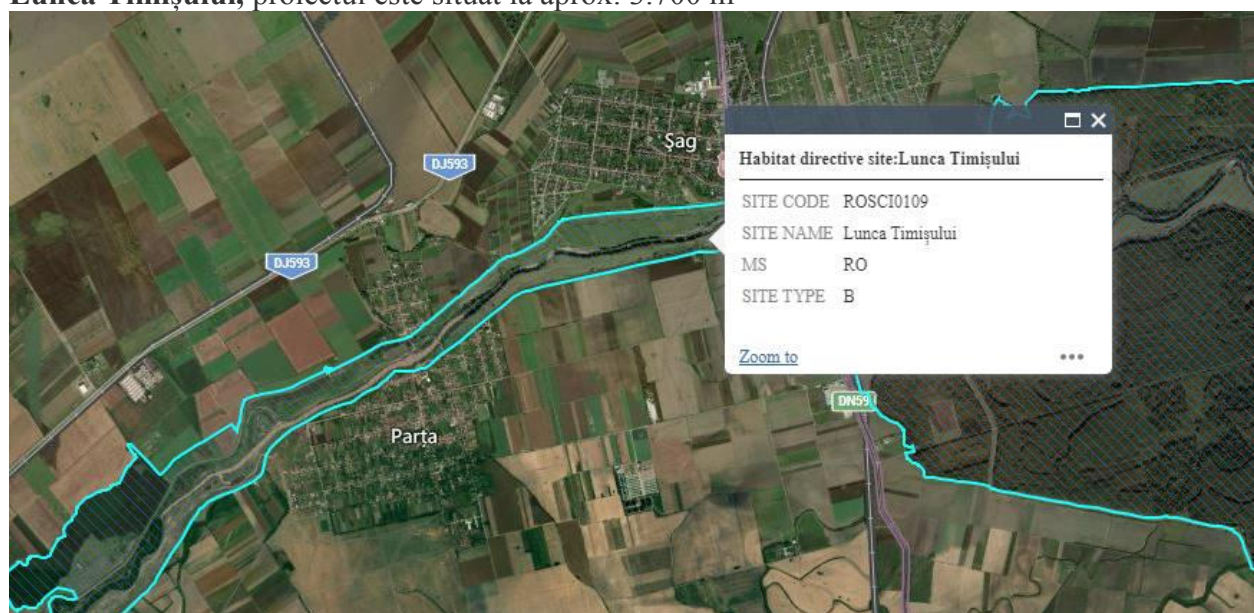 Lunca Timișului, proiectul este situat la aprox. 5.700 m
Șag
DJ593
DJ593
Habitat directive site:Lunca Timișului
SITE CODE ROSCI0109
SITE NAME Lunca Timișului
MS RO
SITE TYPE B
Zoom to
DN59
Parța